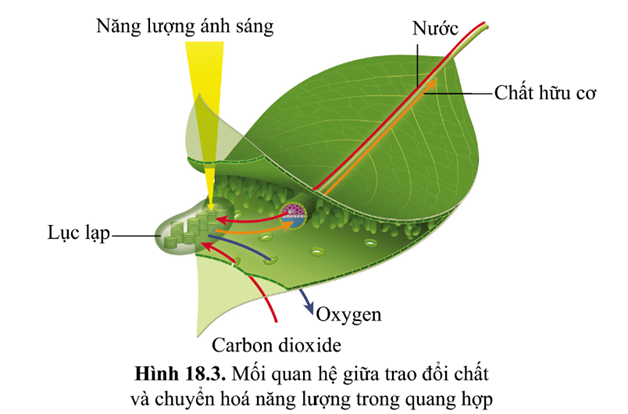 Năng lượng ánh sáng
Nước
Chất hữu cơ
Lục lạp
Oxygen
Carbon dioxide
Hình 18.3. Mối quan hệ giữa trao đổi chất
và chuyển hoá năng lượng trong quang hợp